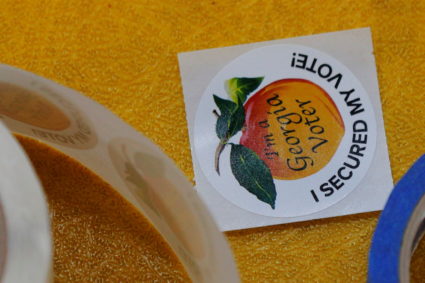 I'm a
Georgia
Voter
I SECURED MY VOTE!